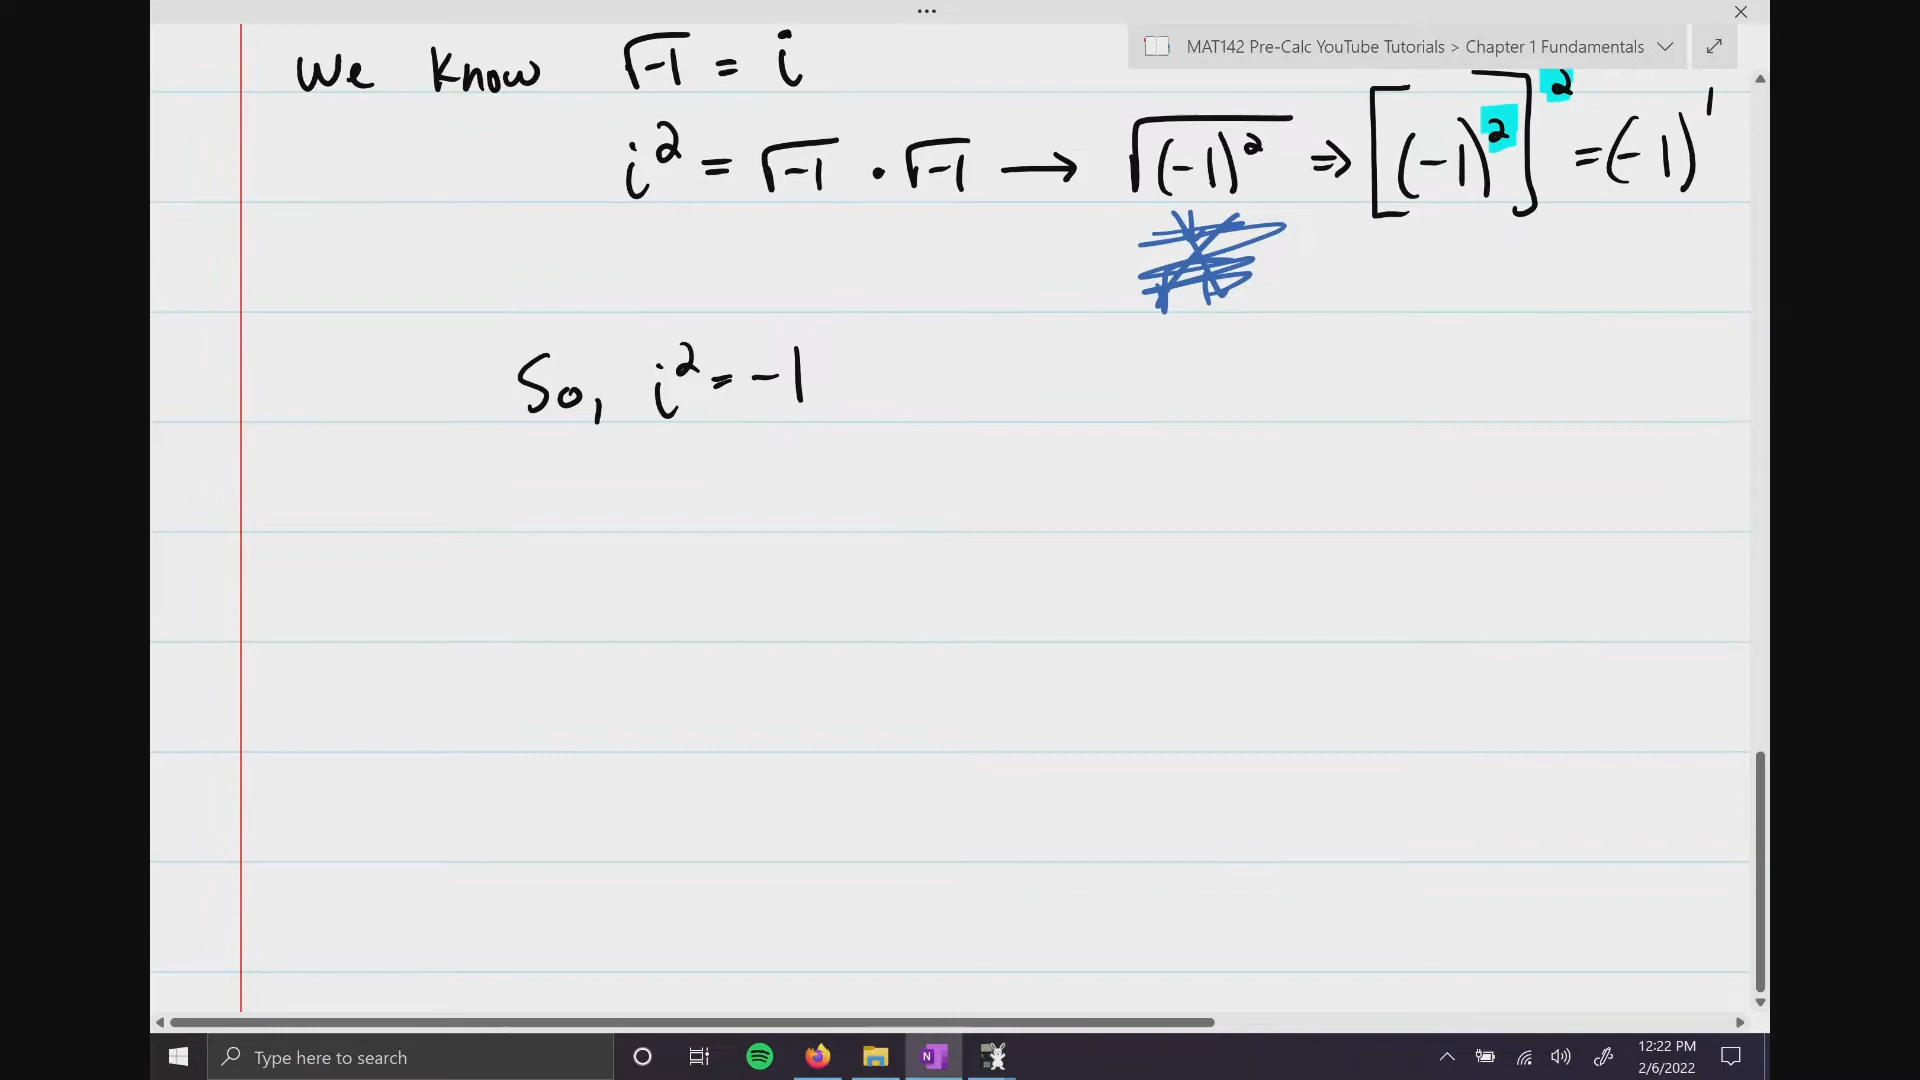 MAT142 Pre-Calc YouTube Tutorials > Chapter 1 Fundamentals
We know √-1 = i
i² = √-1 · √-1 → √(-1)² ⇒ [(-1)²]² = (-1)¹
So, i² = -1
Type here to search
12:22 PM
2/6/2022